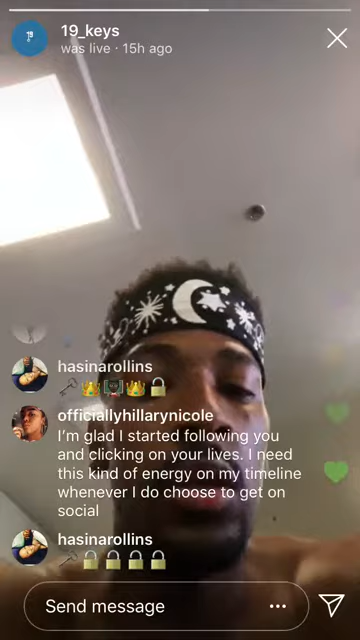 19_keys
was live · 15h ago
hasinarollins
🗝👑👩🏿‍🚀👑🔒
officiallyhillarynicole
I'm glad I started following you
and clicking on your lives. I need
this kind of energy on my timeline
whenever I do choose to get on
social
hasinarollins
🗝🔒🔒🔒🔒
Send message